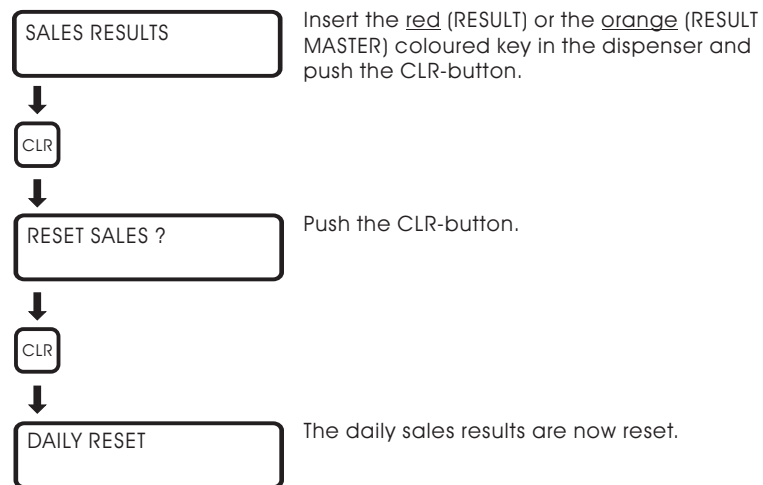 SALES RESULTS
Insert the red (RESULT) or the orange (RESULT
MASTER) coloured key in the dispenser and
push the CLR-button.
CLR
RESET SALES ?
Push the CLR-button.
CLR
DAILY RESET
The daily sales results are now reset.